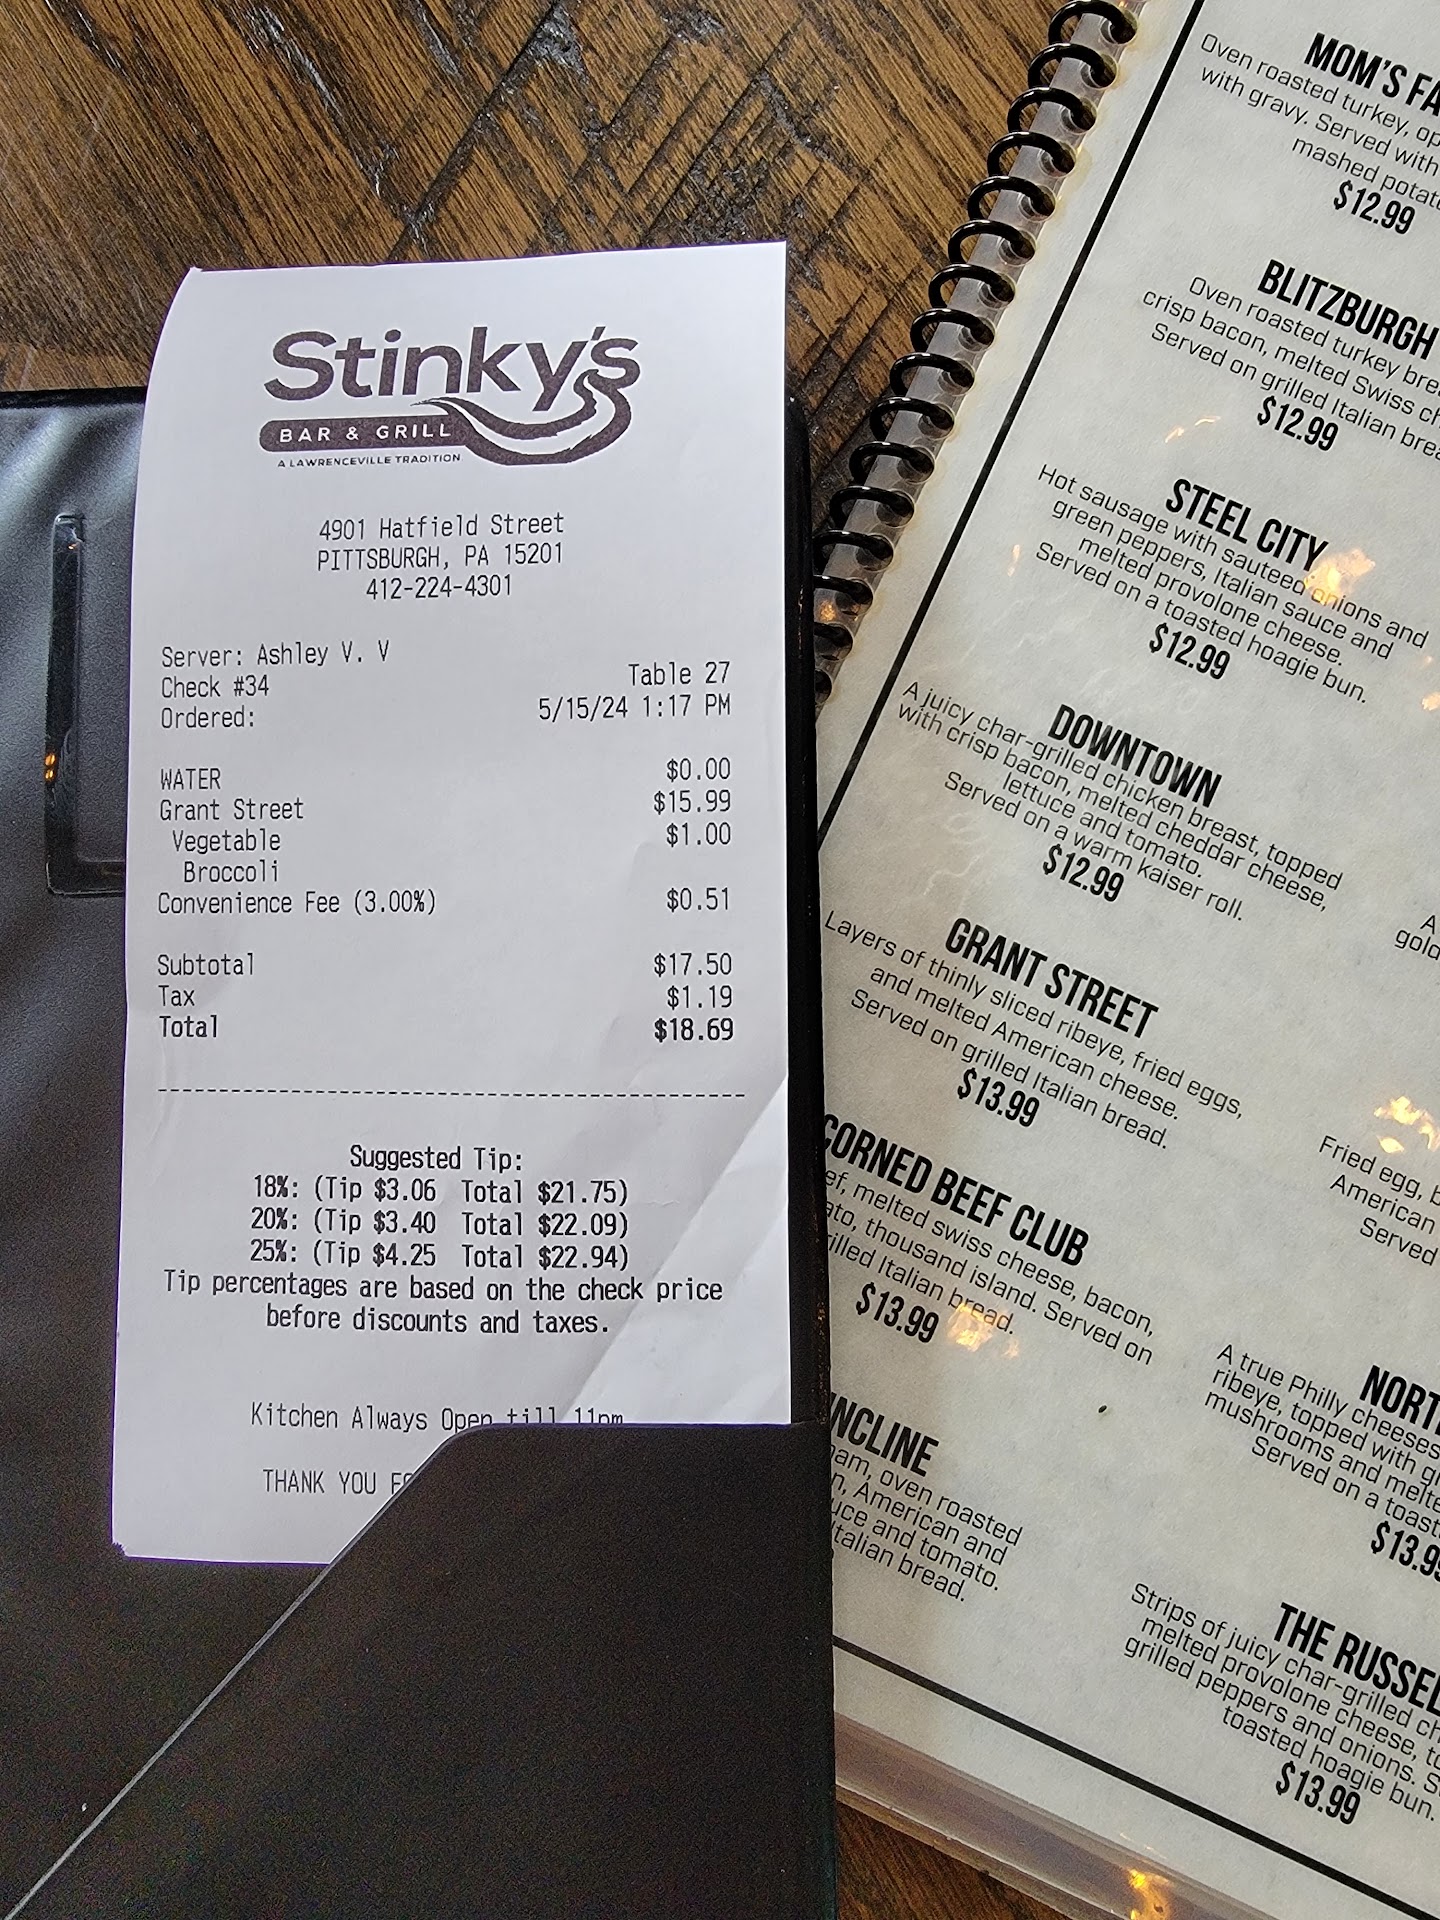 Stinky's
BAR & GRILL
A LAWRENCEVILLE TRADITION
4901 Hatfield Street
PITTSBURGH, PA 15201
412-224-4301
Server: Ashley V. V
Check #34 Table 27
Ordered: 5/15/24 1:17 PM
WATER $0.00
Grant Street $15.99
Vegetable $1.00
Broccoli
Convenience Fee (3.00%) $0.51
Subtotal $17.50
Tax $1.19
Total $18.69
Suggested Tip:
18%: (Tip $3.06 Total $21.75)
20%: (Tip $3.40 Total $22.09)
25%: (Tip $4.25 Total $22.94)
Tip percentages are based on the check price
before discounts and taxes.
Kitchen Always Open till 11pm
THANK YOU
MOM'S
Oven roasted turkey,
with gravy. Served with
mashed
$12.99
BLITZBURGH
Oven roasted turkey
crisp bacon, melted Swiss
Served on grilled Italian
$12.99
STEEL CITY
Hot sausage with sauteed onions and
green peppers, Italian sauce and
melted provolone cheese.
Served on a toasted hoagie bun.
$12.99
DOWNTOWN
A juicy char-grilled chicken breast, topped
with crisp bacon, melted cheddar cheese,
lettuce and tomato.
Served on a warm kaiser roll.
$12.99
GRANT STREET
Layers of thinly sliced ribeye, fried eggs,
and melted American cheese.
Served on grilled Italian bread.
$13.99
CORNED BEEF CLUB
melted swiss cheese, bacon,
thousand island. Served on
Italian bread.
$13.99
INCLINE
oven roasted
American and
and tomato.
Italian bread.
A
Fried egg,
American
Served
A true Philly
ribeye, topped with
mushrooms and
Served on a
$13.99
THE
Strips of juicy char-grilled
melted provolone cheese,
grilled peppers and onions.
toasted hoagie bun.
$13.99